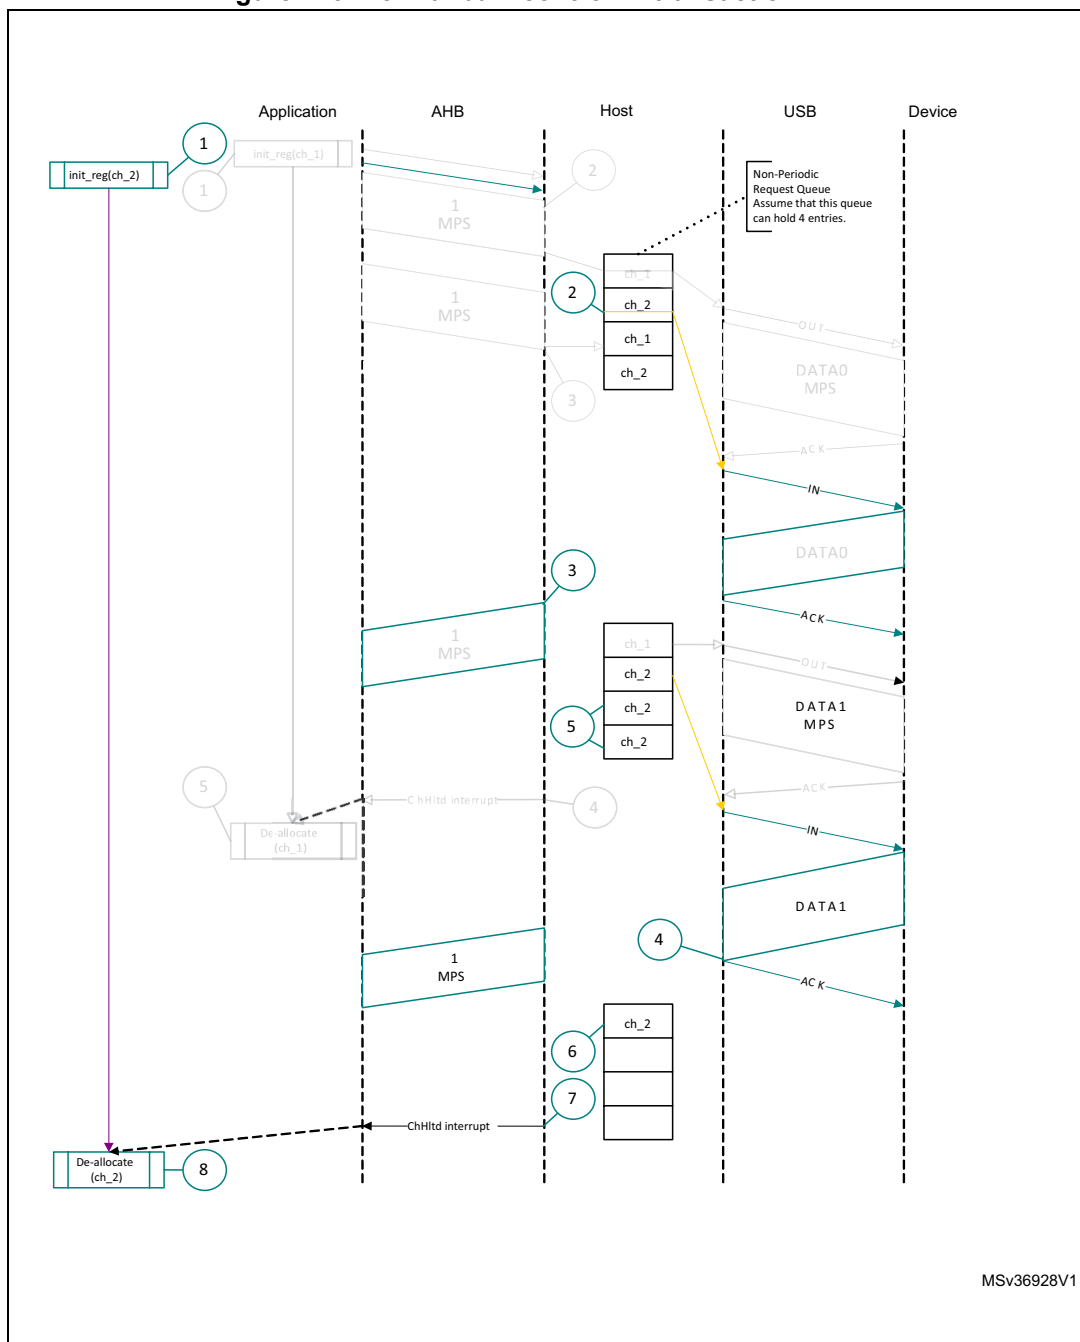 Application
AHB
Host
USB
Device
1
init_reg(ch_1)
init_reg(ch_2)
1
2
Non-Periodic
Request Queue
Assume that this queue
can hold 4 entries.
1
MPS
ch_1
2
ch_2
1
MPS
ch_1
OUT
ch_2
DATA0
MPS
3
ACK
IN
DATA0
3
ACK
1
MPS
ch_1
OUT
ch_2
ch_2
DATA1
MPS
5
ch_2
5
ChHltd interrupt
4
ACK
De-allocate
(ch_1)
IN
DATA1
4
1
MPS
ACK
ch_2
6
7
ChHltd interrupt
De-allocate
(ch_2)
8
MSv36928V1